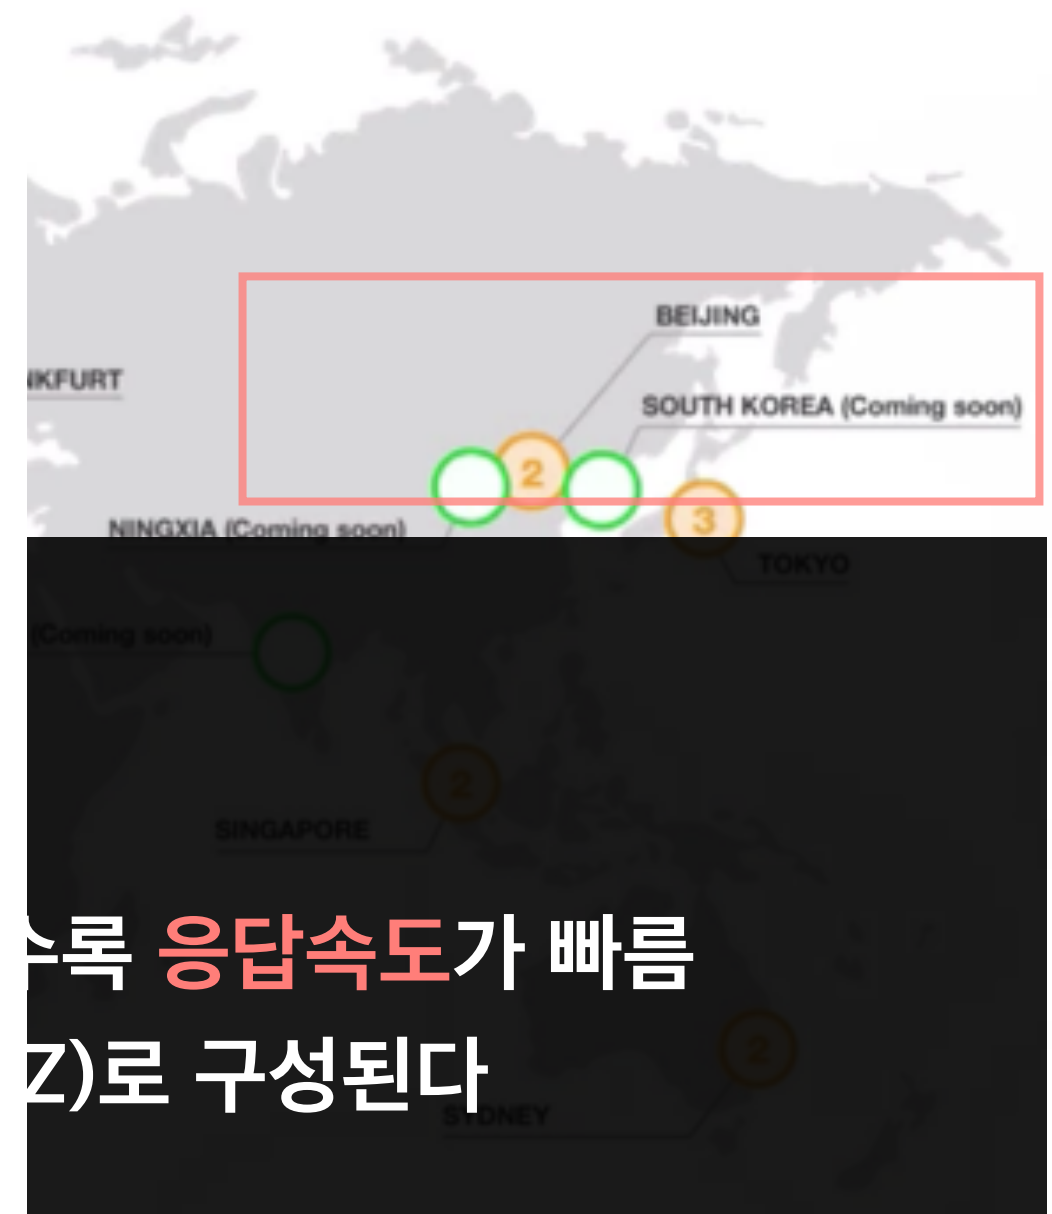 BEIJING
NKFURT
SOUTH KOREA (Coming soon)
2
3
NINGXIA (Coming soon)
TOKYO
(Coming soon)
2
SINGAPORE
수록 응답속도가 빠름
2
Z)로 구성된다
SYDNEY